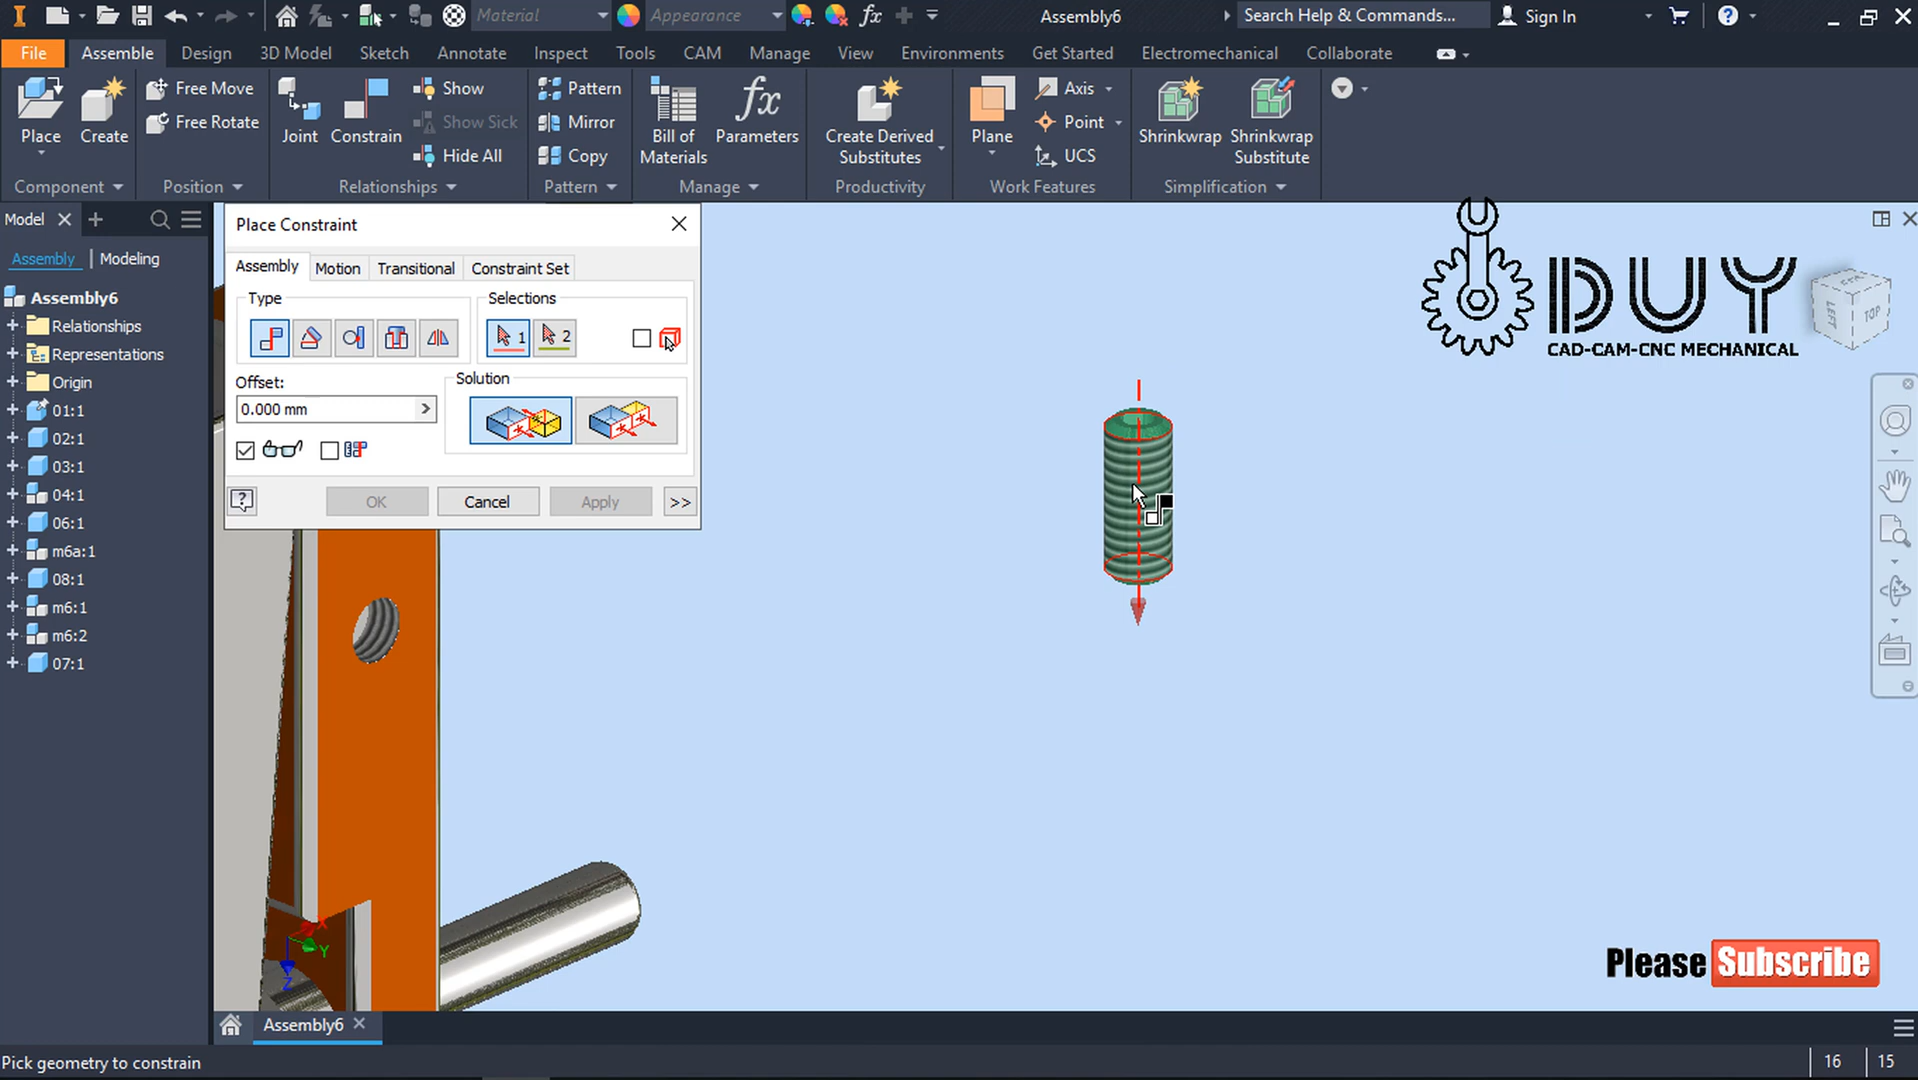 Material
Appearance
fx
Assembly6
Search Help & Commands...
Sign In
File
Assemble
Design
3D Model
Sketch
Annotate
Inspect
Tools
CAM
Manage
View
Environments
Get Started
Electromechanical
Collaborate
Place
Create
Free Move
Free Rotate
Joint
Constrain
Show
Show Sick
Hide All
Pattern
Mirror
Copy
Bill of
Materials
fx
Parameters
Create Derived
Substitutes
Plane
Axis
Point
UCS
Shrinkwrap
Shrinkwrap
Substitute
Component
Position
Relationships
Pattern
Manage
Productivity
Work Features
Simplification
Model
Assembly
Modeling
Assembly6
Relationships
Representations
Origin
01:1
02:1
03:1
04:1
06:1
m6a:1
08:1
m6:1
m6:2
07:1
Place Constraint
Assembly
Motion
Transitional
Constraint Set
Type
Selections
1
2
Offset:
0.000 mm
Solution
OK
Cancel
Apply
>>
DUY
CAD-CAM-CNC MECHANICAL
LEFT
TOP
X
Y
Z
Please Subscribe
Assembly6
Pick geometry to constrain
16
15